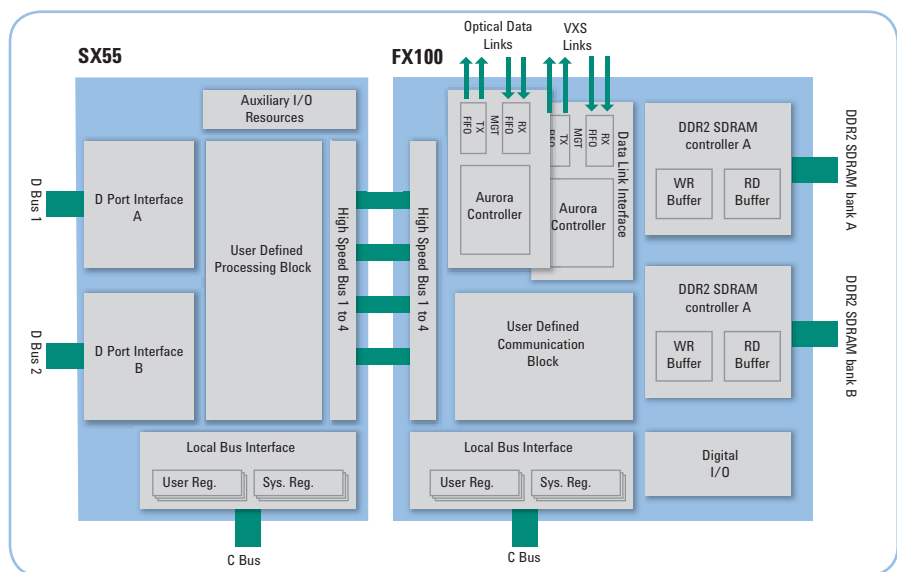 Optical Data
Links
VXS
Links
SX55
FX100
Auxiliary I/O
Resources
D Port Interface
A
D Bus 1
D Port Interface
B
D Bus 2
User Defined
Processing Block
High Speed Bus 1 to 4
High Speed Bus 1 to 4
Local Bus Interface
User Reg.
Sys. Reg.
C Bus
TX
FIFO
MGT
RX
FIFO
Aurora
Controller
TX
FIFO
MGT
RX
FIFO
Aurora
Controller
Data Link Interface
User Defined
Communication
Block
Local Bus Interface
User Reg.
Sys. Reg.
C Bus
DDR2 SDRAM
controller A
WR
Buffer
RD
Buffer
DDR2 SDRAM bank A
DDR2 SDRAM
controller A
WR
Buffer
RD
Buffer
DDR2 SDRAM bank B
Digital
I/O